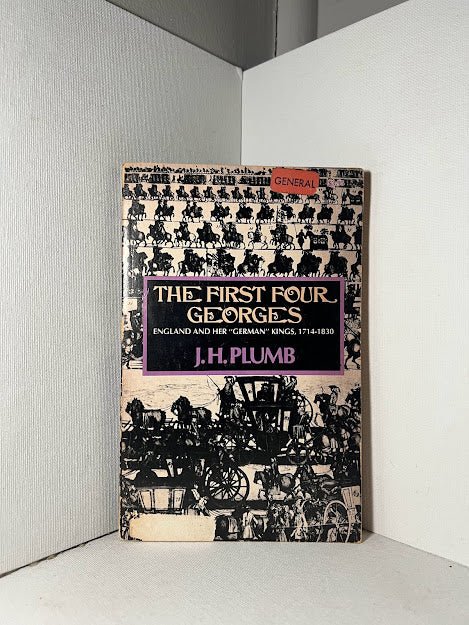 GENERAL
THE FIRST FOUR
GEORGES
ENGLAND AND HER "GERMAN" KINGS, 1714-1830
J.H. PLUMB